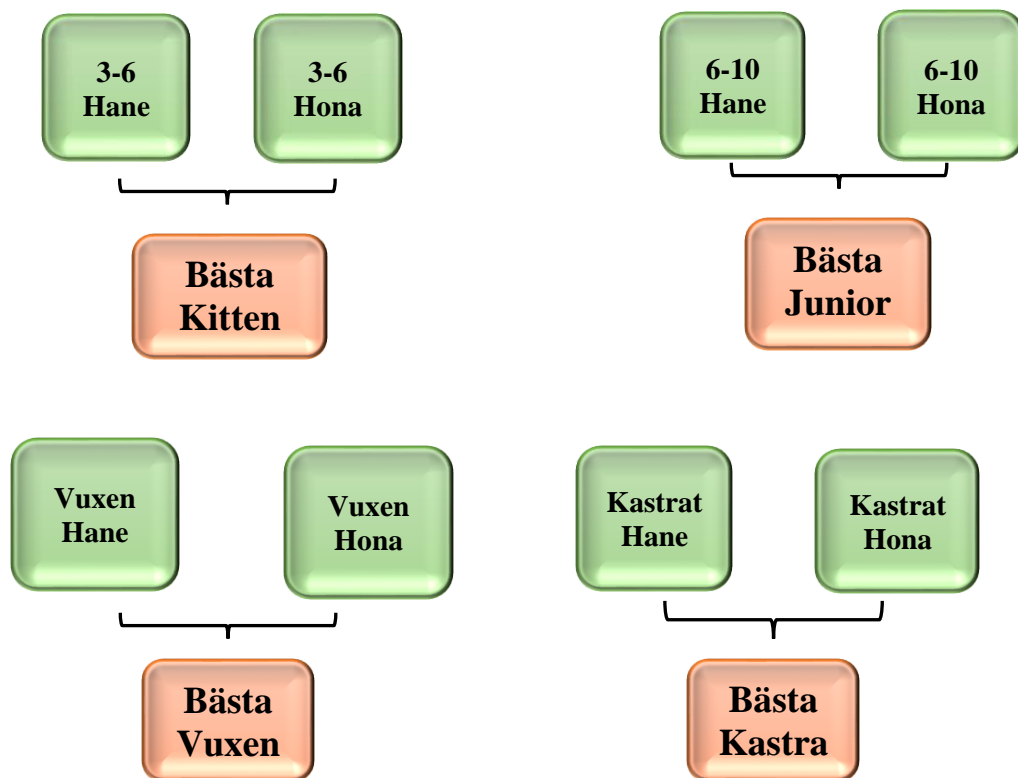 3-6
Hane
3-6
Hona
6-10
Hane
6-10
Hona
Bästa
Kitten
Bästa
Junior
Vuxen
Hane
Vuxen
Hona
Kastrat
Hane
Kastrat
Hona
Bästa
Vuxen
Bästa
Kastra